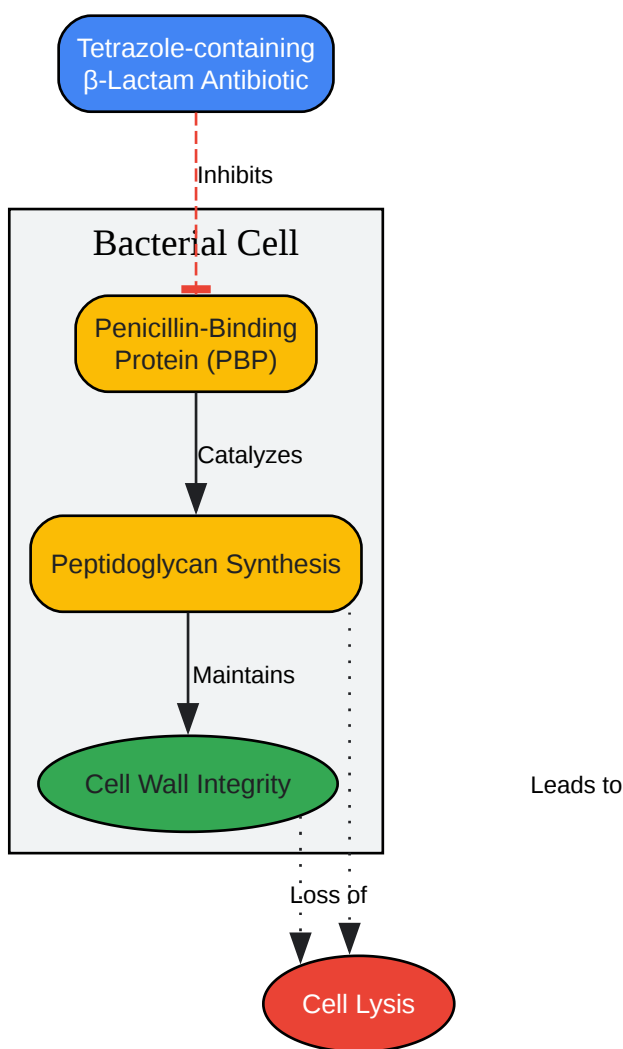 Tetrazole-containing
β-Lactam Antibiotic
Inhibits
Bacterial Cell
Penicillin-Binding
Protein (PBP)
Catalyzes
Peptidoglycan Synthesis
Maintains
Cell Wall Integrity
Leads to
Loss of
Cell Lysis